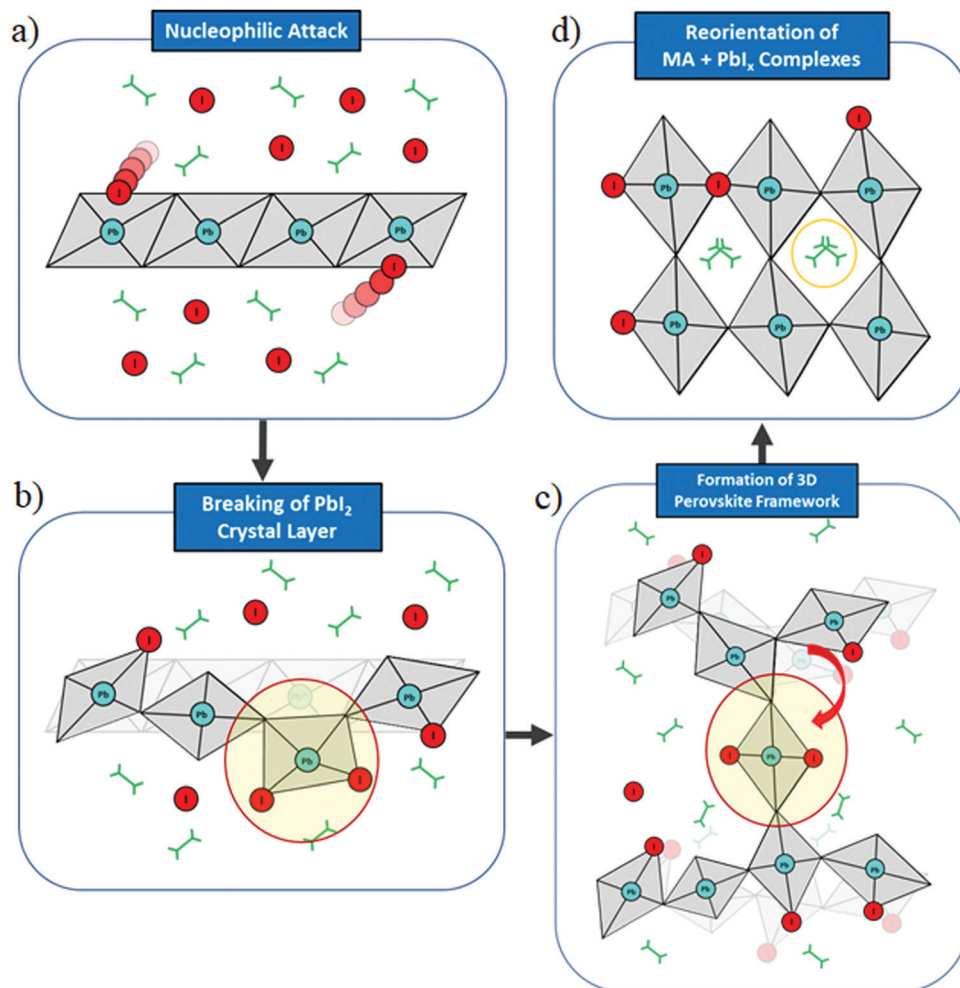 a)
Nucleophilic Attack
I
I
I
I
I
I
Pb
Pb
Pb
Pb
I
I
I
I
b)
Breaking of PbI2
Crystal Layer
I
I
I
Pb
Pb
Pb
Pb
I
I
I
I
c)
Formation of 3D
Perovskite Framework
I
Pb
Pb
Pb
I
I
Pb
I
I
I
Pb
Pb
Pb
Pb
I
I
d)
Reorientation of
MA + PbIx Complexes
I
I
Pb
I
Pb
Pb
I
Pb
Pb
Pb